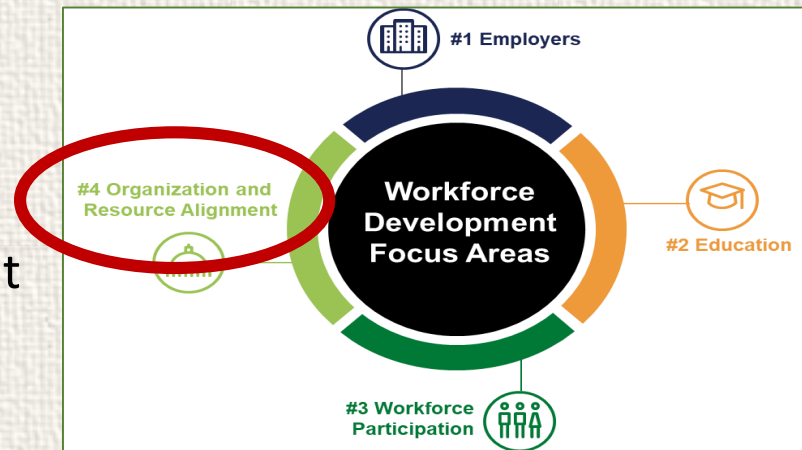 #1 Employers
#4 Organization and
Resource Alignment
Workforce
Development
Focus Areas
#2 Education
t
#3 Workforce
Participation